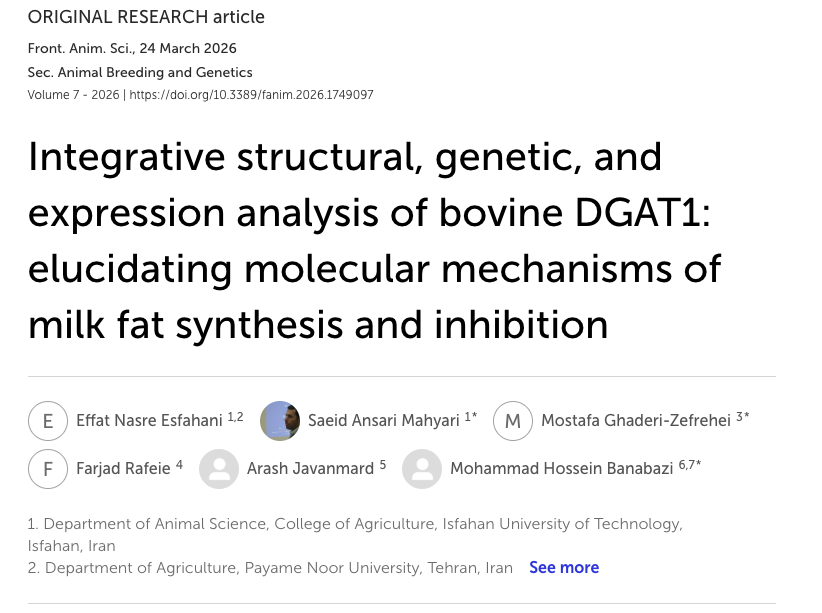 ORIGINAL RESEARCH article
Front. Anim. Sci., 24 March 2026
Sec. Animal Breeding and Genetics
Volume 7 - 2026 | https://doi.org/10.3389/fanim.2026.1749097
Integrative structural, genetic, and
expression analysis of bovine DGAT1:
elucidating molecular mechanisms of
milk fat synthesis and inhibition
E Effat Nasre Esfahani 1,2 Saeid Ansari Mahyari 1* M Mostafa Ghaderi-Zefrehei 3*
F Farjad Rafeie 4 Arash Javanmard 5 Mohammad Hossein Banabazi 6,7*
1. Department of Animal Science, College of Agriculture, Isfahan University of Technology,
Isfahan, Iran
2. Department of Agriculture, Payame Noor University, Tehran, Iran See more